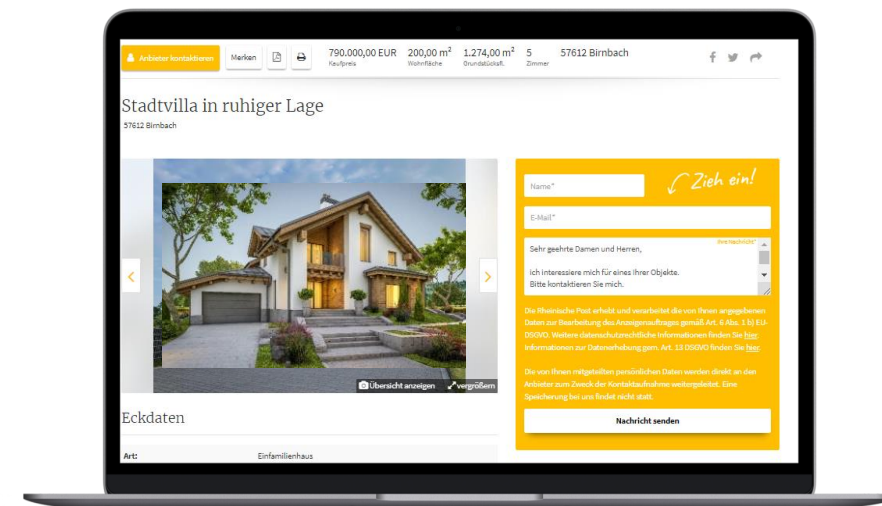 Anbieter kontaktieren
Merken
790.000,00 EUR
Kaufpreis
200,00 m²
Wohnfläche
1.274,00 m²
Grundstücksfl.
5
Zimmer
57612 Birnbach
Stadtvilla in ruhiger Lage
57612 Birnbach
Übersicht anzeigen
vergrößern
Eckdaten
Art:
Einfamilienhaus
Zieh ein!
Name*
E-Mail*
Ihre Nachricht*
Sehr geehrte Damen und Herren,
ich interessiere mich für eines Ihrer Objekte.
Bitte kontaktieren Sie mich.
Die Rheinische Post erhebt und verarbeitet die von Ihnen angegebenen
Daten zur Bearbeitung des Anzeigenauftrages gemäß Art. 6 Abs. 1 b) EU-
DSGVO. Weitere datenschutzrechtliche Informationen finden Sie hier.
Informationen zur Datenerhebung gem. Art. 13 DSGVO finden Sie hier.
Die von Ihnen mitgeteilten persönlichen Daten werden direkt an den
Anbieter zum Zweck der Kontaktaufnahme weitergeleitet. Eine
Speicherung bei uns findet nicht statt.
Nachricht senden